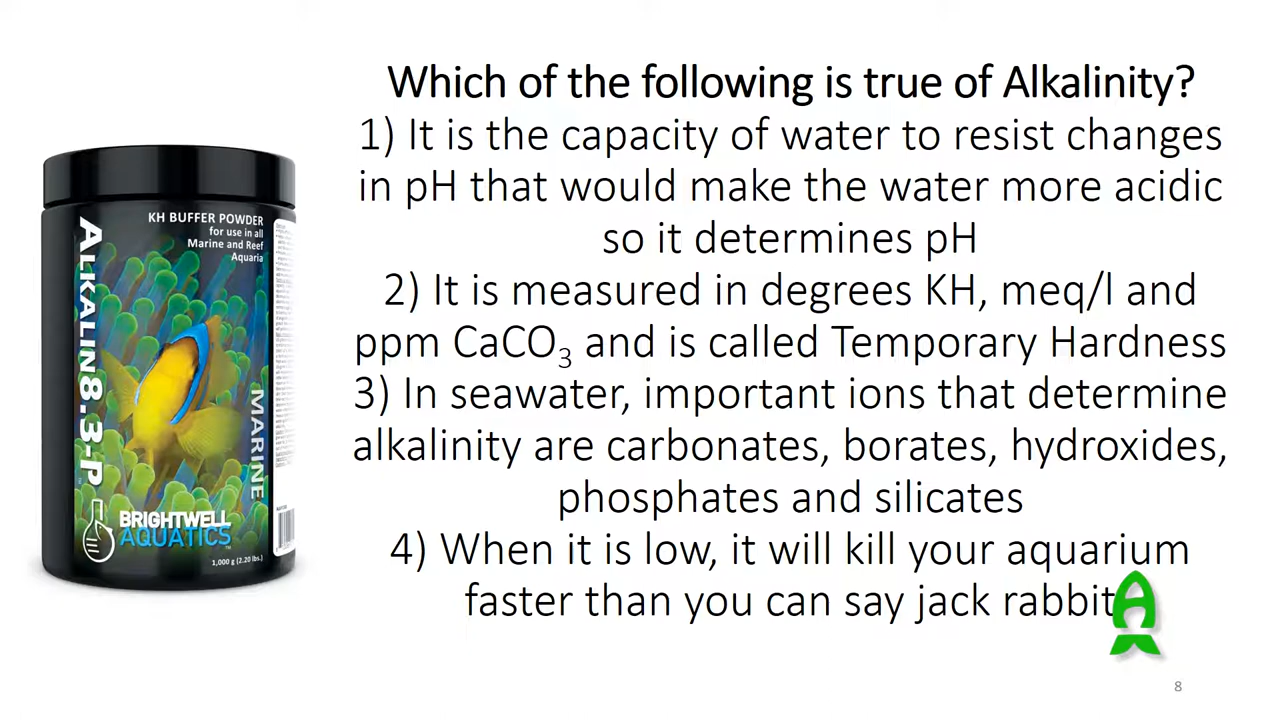 Which of the following is true of Alkalinity?
1) It is the capacity of water to resist changes
in pH that would make the water more acidic
so it determines pH
2) It is measured in degrees KH, meq/l and
ppm CaCO₃ and is called Temporary Hardness
3) In seawater, important ions that determine
alkalinity are carbonates, borates, hydroxides,
phosphates and silicates
4) When it is low, it will kill your aquarium
faster than you can say jack rabbit
KH BUFFER POWDER
for use in all
Marine and Reef
Aquaria
ALKALIN8.3-P
MARINE
BRIGHTWELL
AQUATICS
1,000 g (2.20 lbs.)
8